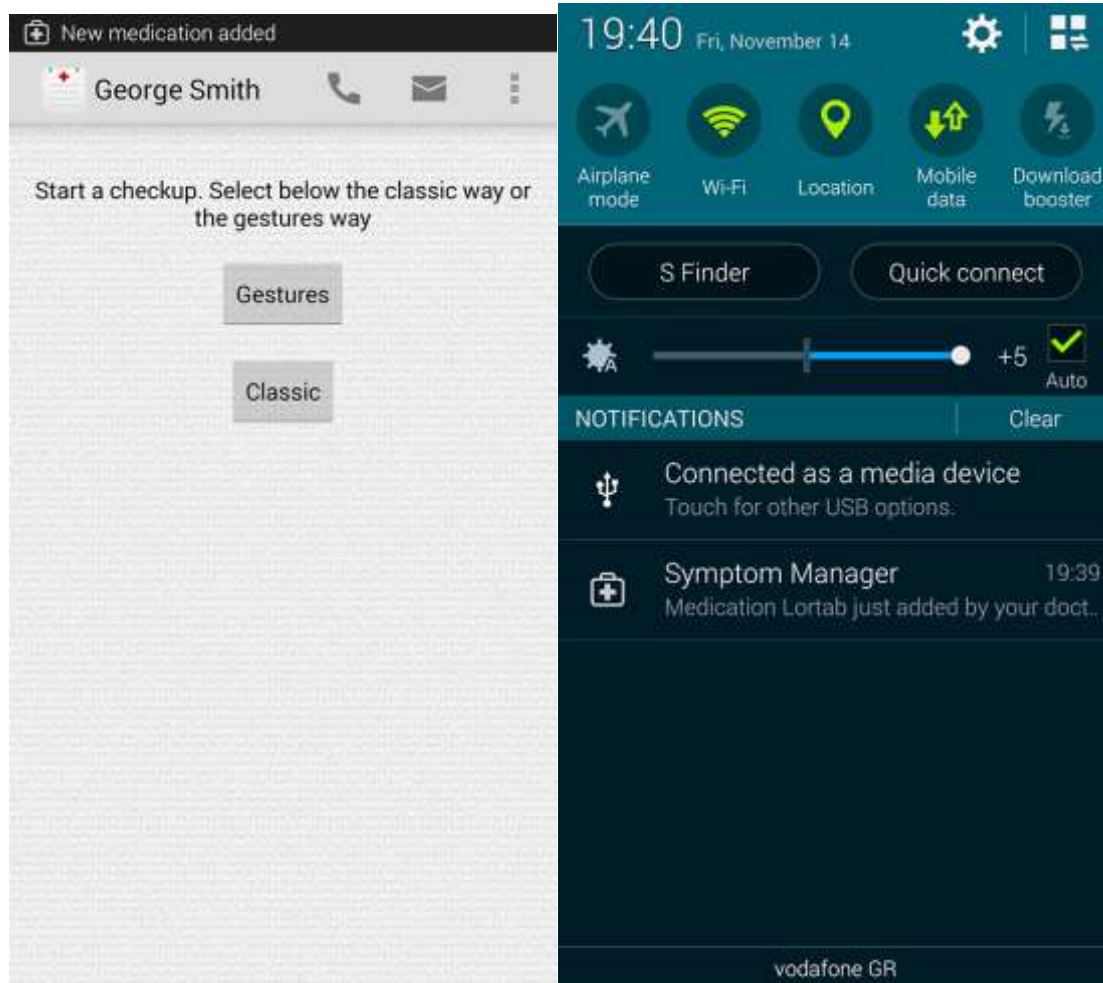 New medication added
George Smith
Start a checkup. Select below the classic way or
the gestures way
Gestures
Classic
19:40 Fri, November 14
Airplane
mode
Wi-Fi
Location
Mobile
data
Download
booster
S Finder
Quick connect
A
+5
Auto
NOTIFICATIONS
Clear
Connected as a media device
Touch for other USB options.
Symptom Manager
19:39
Medication Lortab just added by your doct..
vodafone GR